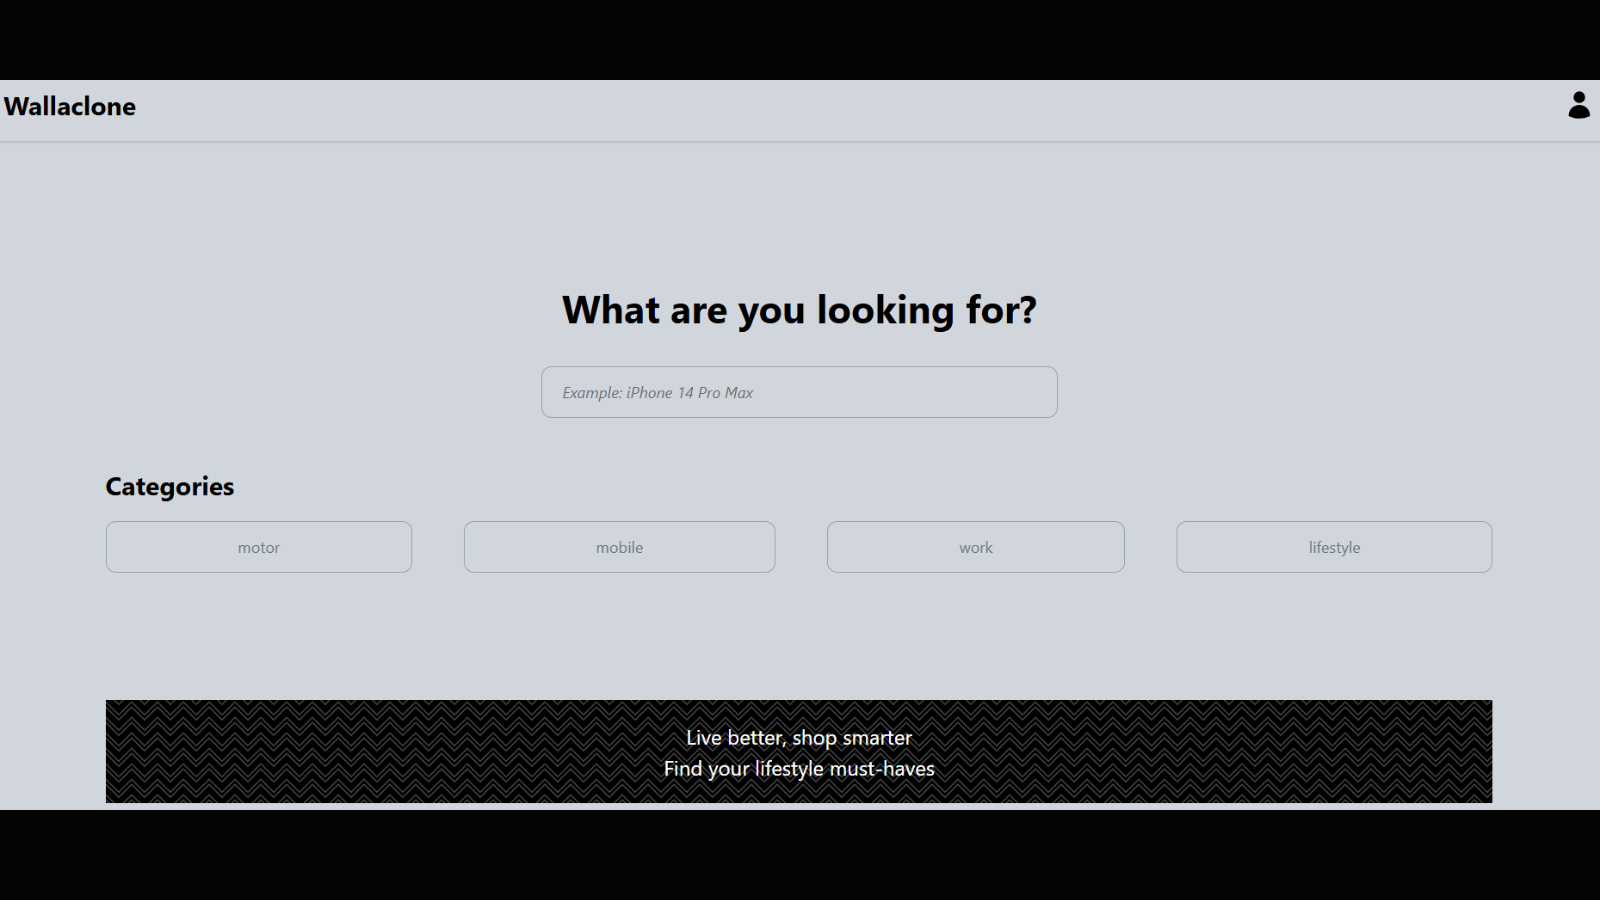 Wallaclone
What are you looking for?
Example: iPhone 14 Pro Max
Categories
motor
mobile
work
lifestyle
Live better, shop smarter
Find your lifestyle must-haves